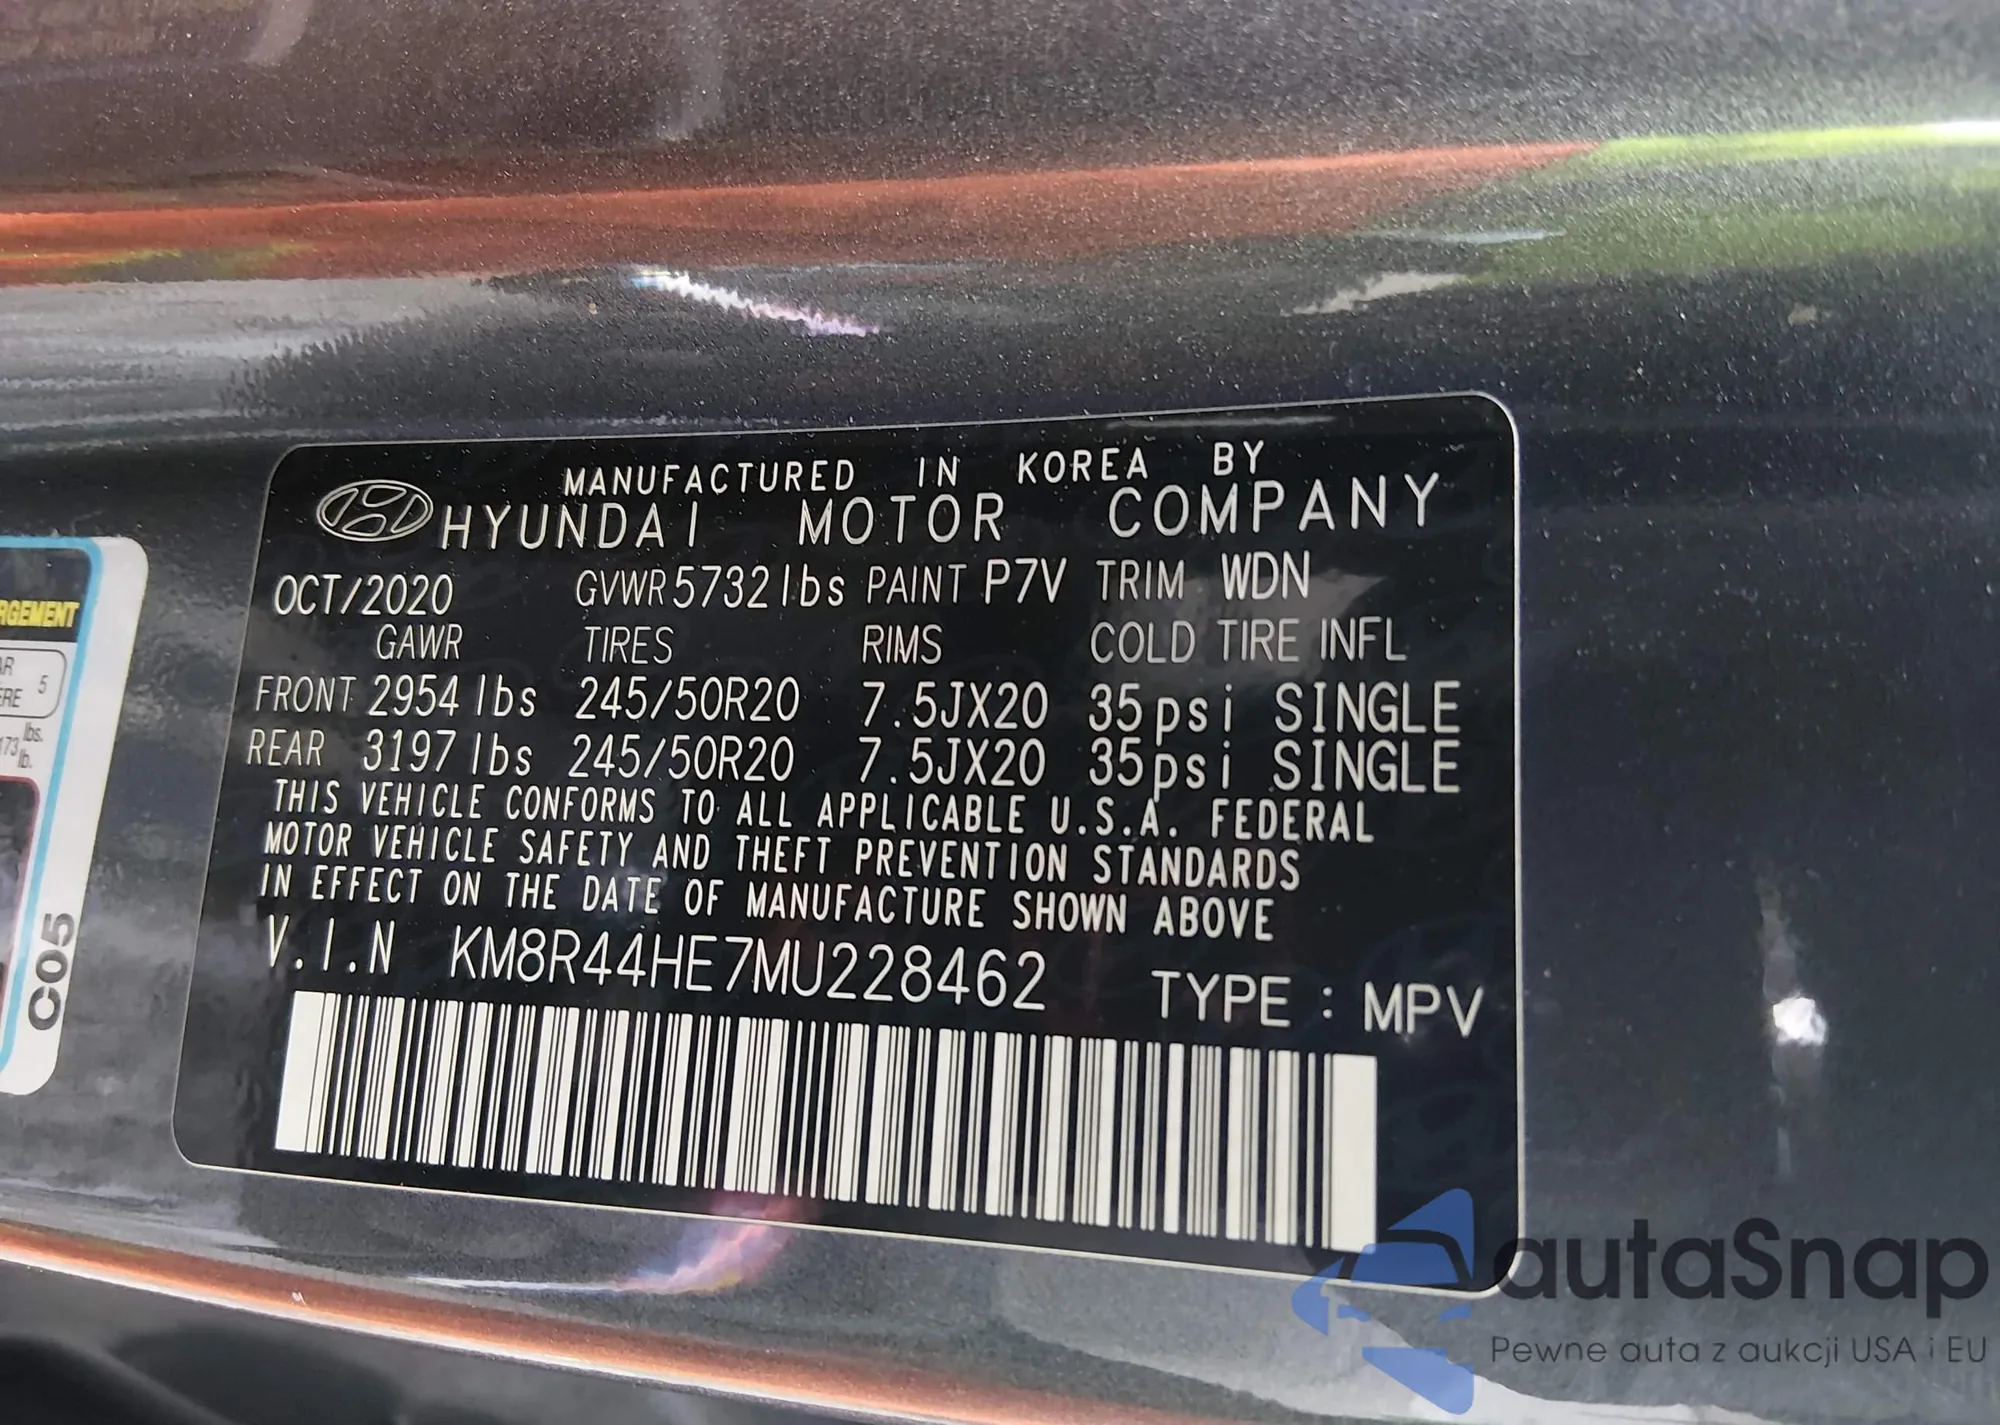 MANUFACTURED IN KOREA BY
HYUNDAI MOTOR COMPANY
OCT/2020 GVWR 5732 lbs PAINT P7V TRIM WDN
GAWR TIRES RIMS COLD TIRE INFL
FRONT 2954 lbs 245/50R20 7.5JX20 35psi SINGLE
REAR 3197 lbs 245/50R20 7.5JX20 35psi SINGLE
THIS VEHICLE CONFORMS TO ALL APPLICABLE U.S.A. FEDERAL
MOTOR VEHICLE SAFETY AND THEFT PREVENTION STANDARDS
IN EFFECT ON THE DATE OF MANUFACTURE SHOWN ABOVE
V.I.N KM8R44HE7MU228462 TYPE : MPV
5
lbs.
C05
autaSnap
Pewne auta z aukcji USA i EU